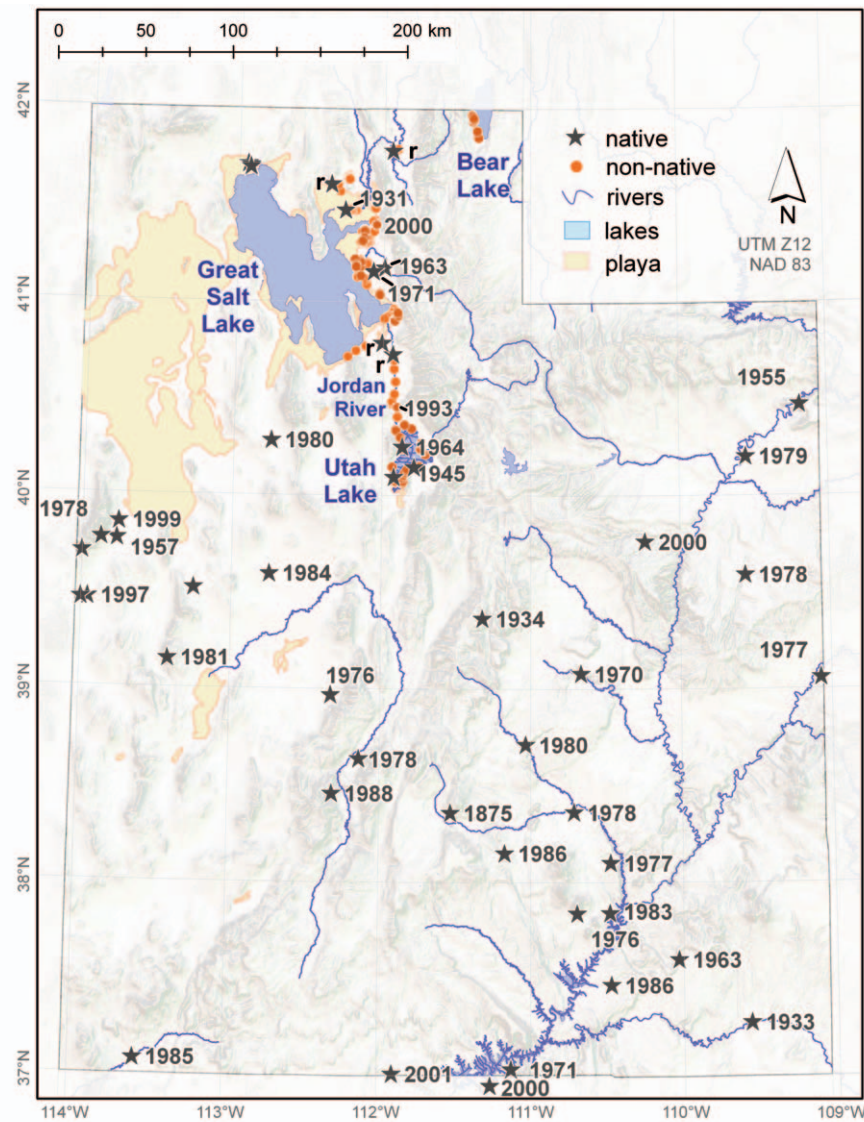 0 50 100 200 km
42°N
41°N
40°N
39°N
38°N
37°N
native
non-native
rivers
lakes
playa
N
UTM Z12
NAD 83
Bear
Lake
r
r
1931
2000
1963
1971
Great
Salt
Lake
r
r
Jordan
River
1993
1955
1980
1964
1979
Utah
Lake
1945
1978
1999
1957
2000
1984
1978
1997
1934
1981
1977
1976
1970
1980
1978
1988
1875
1978
1986
1977
1983
1976
1963
1986
1933
1985
2001
1971
2000
114°W 113°W 112°W 111°W 110°W 109°W